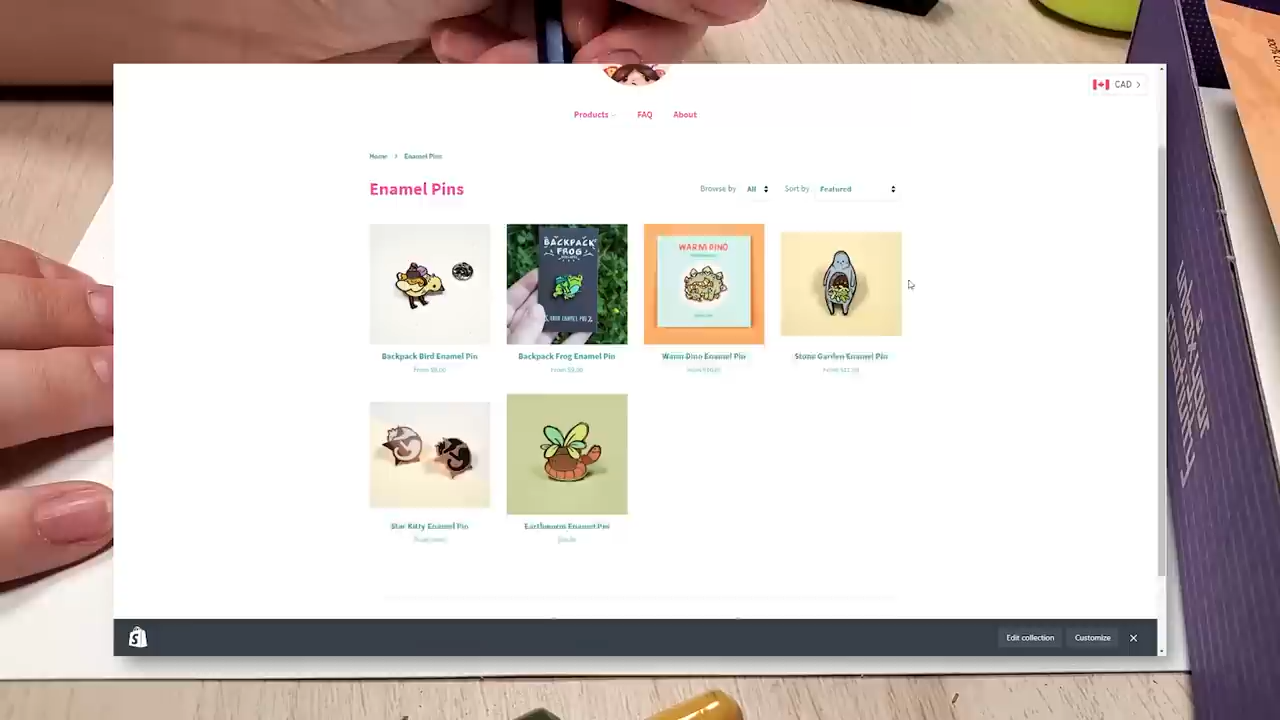 CAD
Products
FAQ
About
Home > Enamel Pins
Enamel Pins
Browse by All
Sort by Featured
BACKPACK
FROG
WARM DINO
Backpack Bird Enamel Pin
Backpack Frog Enamel Pin
Warm Dino Enamel Pin
Stone Garden Enamel Pin
Star Kitty Enamel Pin
Earthworm Enamel Pin
Edit collection
Customize